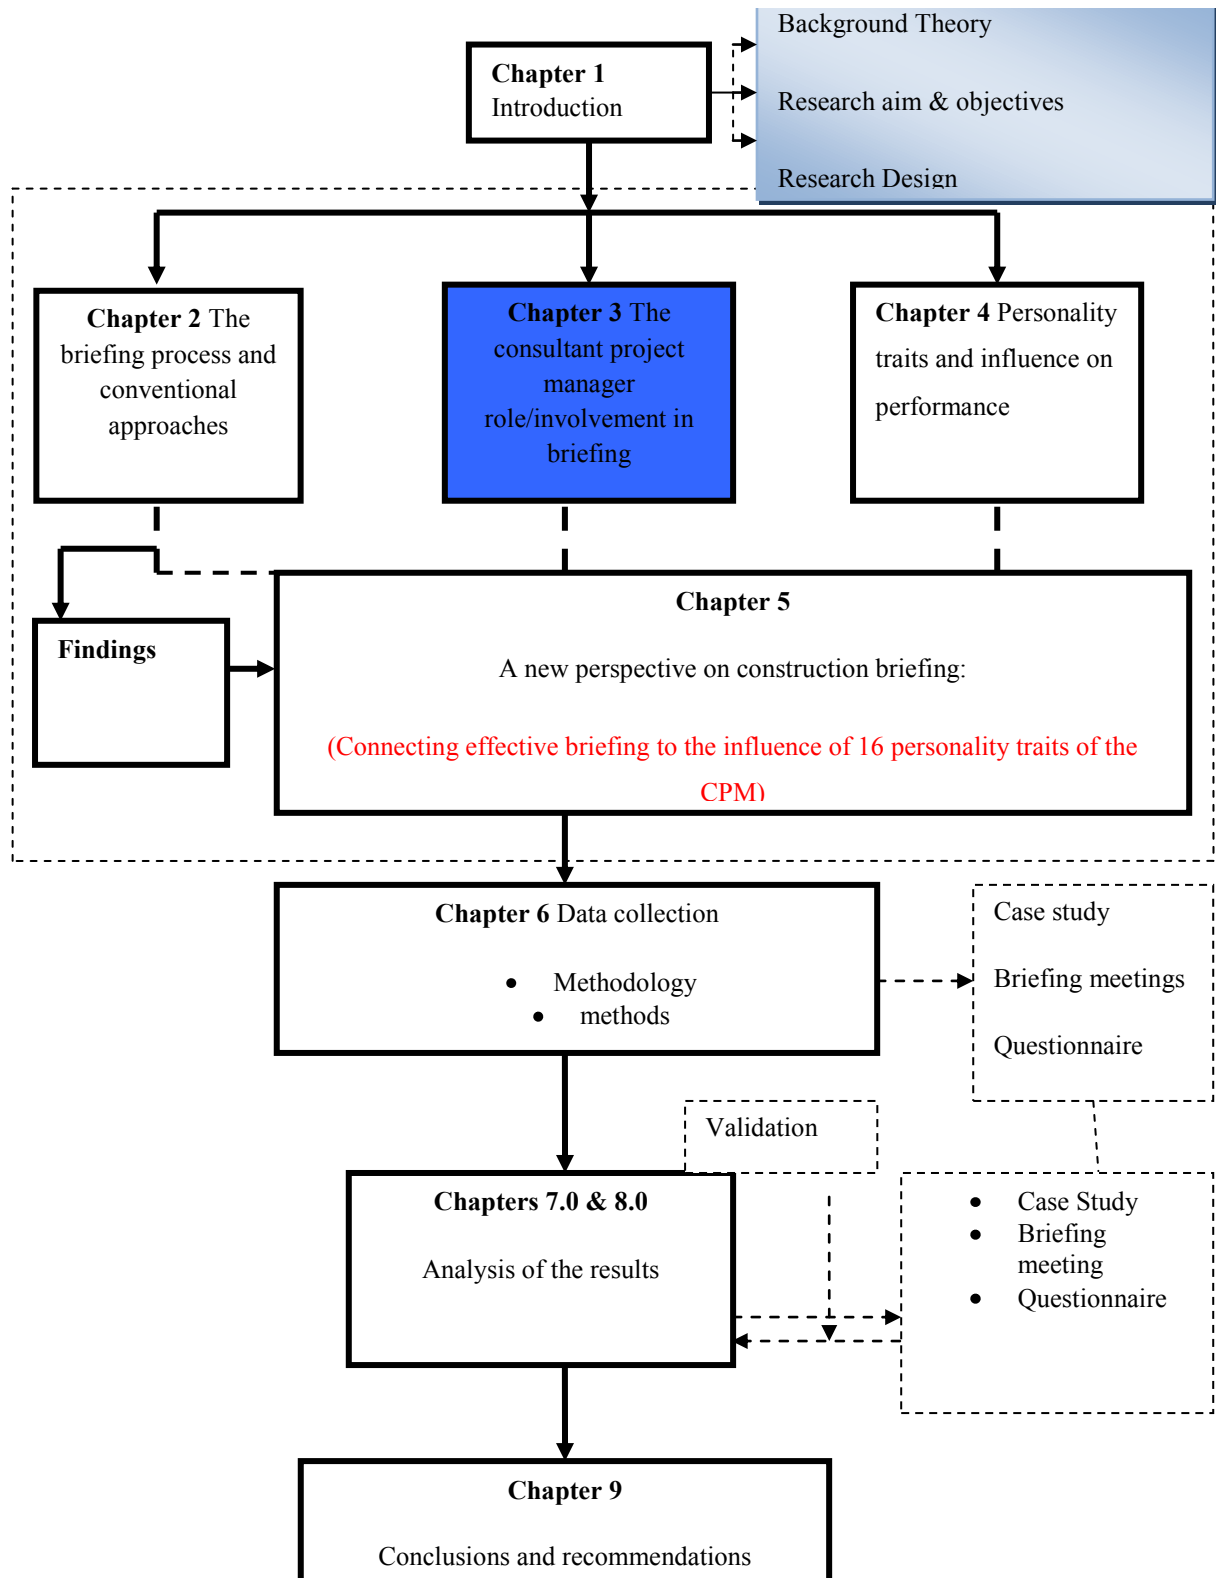 Background Theory
Chapter 1
Introduction
Research aim & objectives
Research Design
Chapter 2 The
briefing process and
conventional
approaches
Chapter 3 The
consultant project
manager
role/involvement in
briefing
Chapter 4 Personality
traits and influence on
performance
Findings
Chapter 5
A new perspective on construction briefing:
(Connecting effective briefing to the influence of 16 personality traits of the
CPM)
Chapter 6 Data collection
• Methodology
• methods
Case study
Briefing meetings
Questionnaire
Validation
Chapters 7.0 & 8.0
Analysis of the results
• Case Study
• Briefing
meeting
• Questionnaire
Chapter 9
Conclusions and recommendations